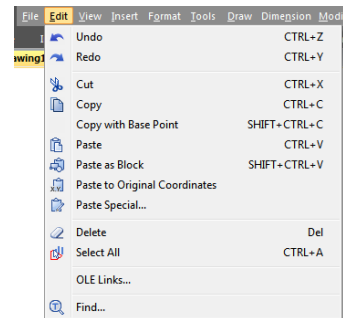 File Edit View Insert Format Tools Draw Dimension Modi
awing1
Undo CTRL+Z
Redo CTRL+Y
Cut CTRL+X
Copy CTRL+C
Copy with Base Point SHIFT+CTRL+C
Paste CTRL+V
Paste as Block SHIFT+CTRL+V
Paste to Original Coordinates
Paste Special...
Delete Del
Select All CTRL+A
OLE Links...
Find...